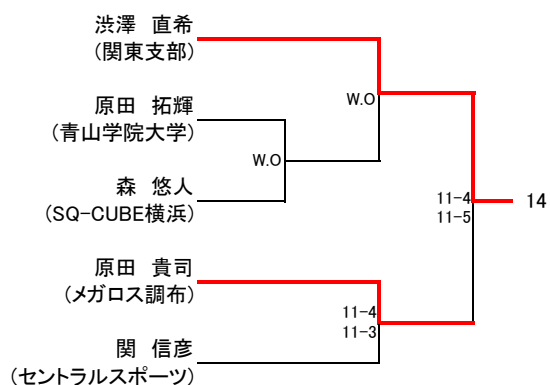 渋澤 直希
(関東支部)
W.O
原田 拓輝
(青山学院大学)
W.O
森 悠人
(SQ-CUBE横浜)
11-4
11-5
14
原田 貴司
(メガロス調布)
11-4
11-3
関 信彦
(セントラルスポーツ)